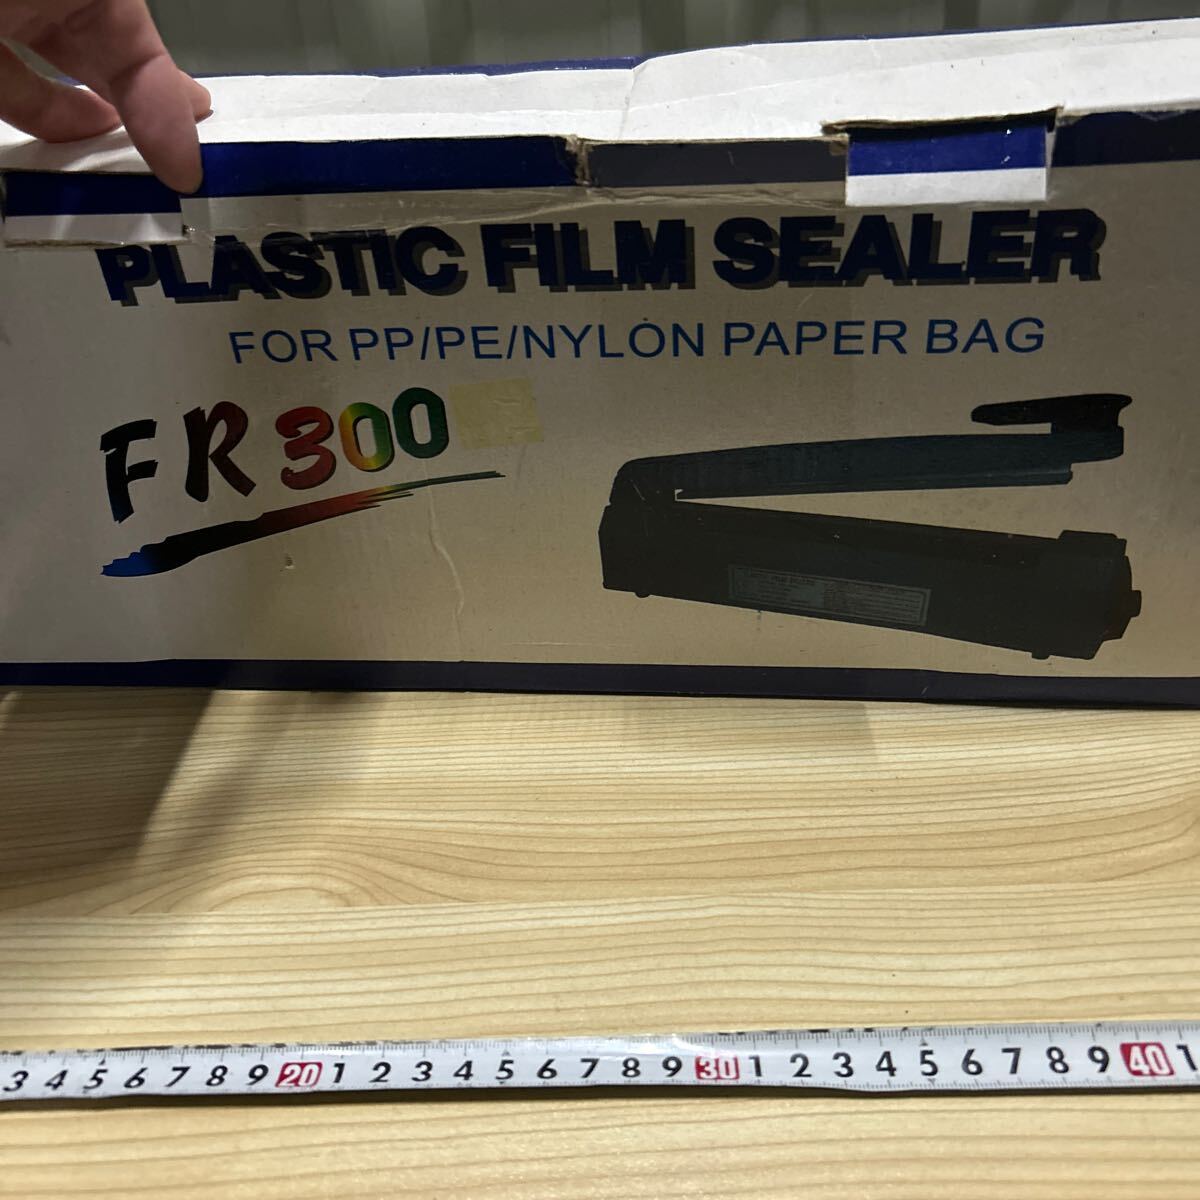 PLASTIC FILM SEALER
FOR PP/PE/NYLON PAPER BAG
FR300
3 4 5 6 7 8 9 20 1 2 3 4 5 6 7 8 9 30 1 2 3 4 5 6 7 8 9 40 1